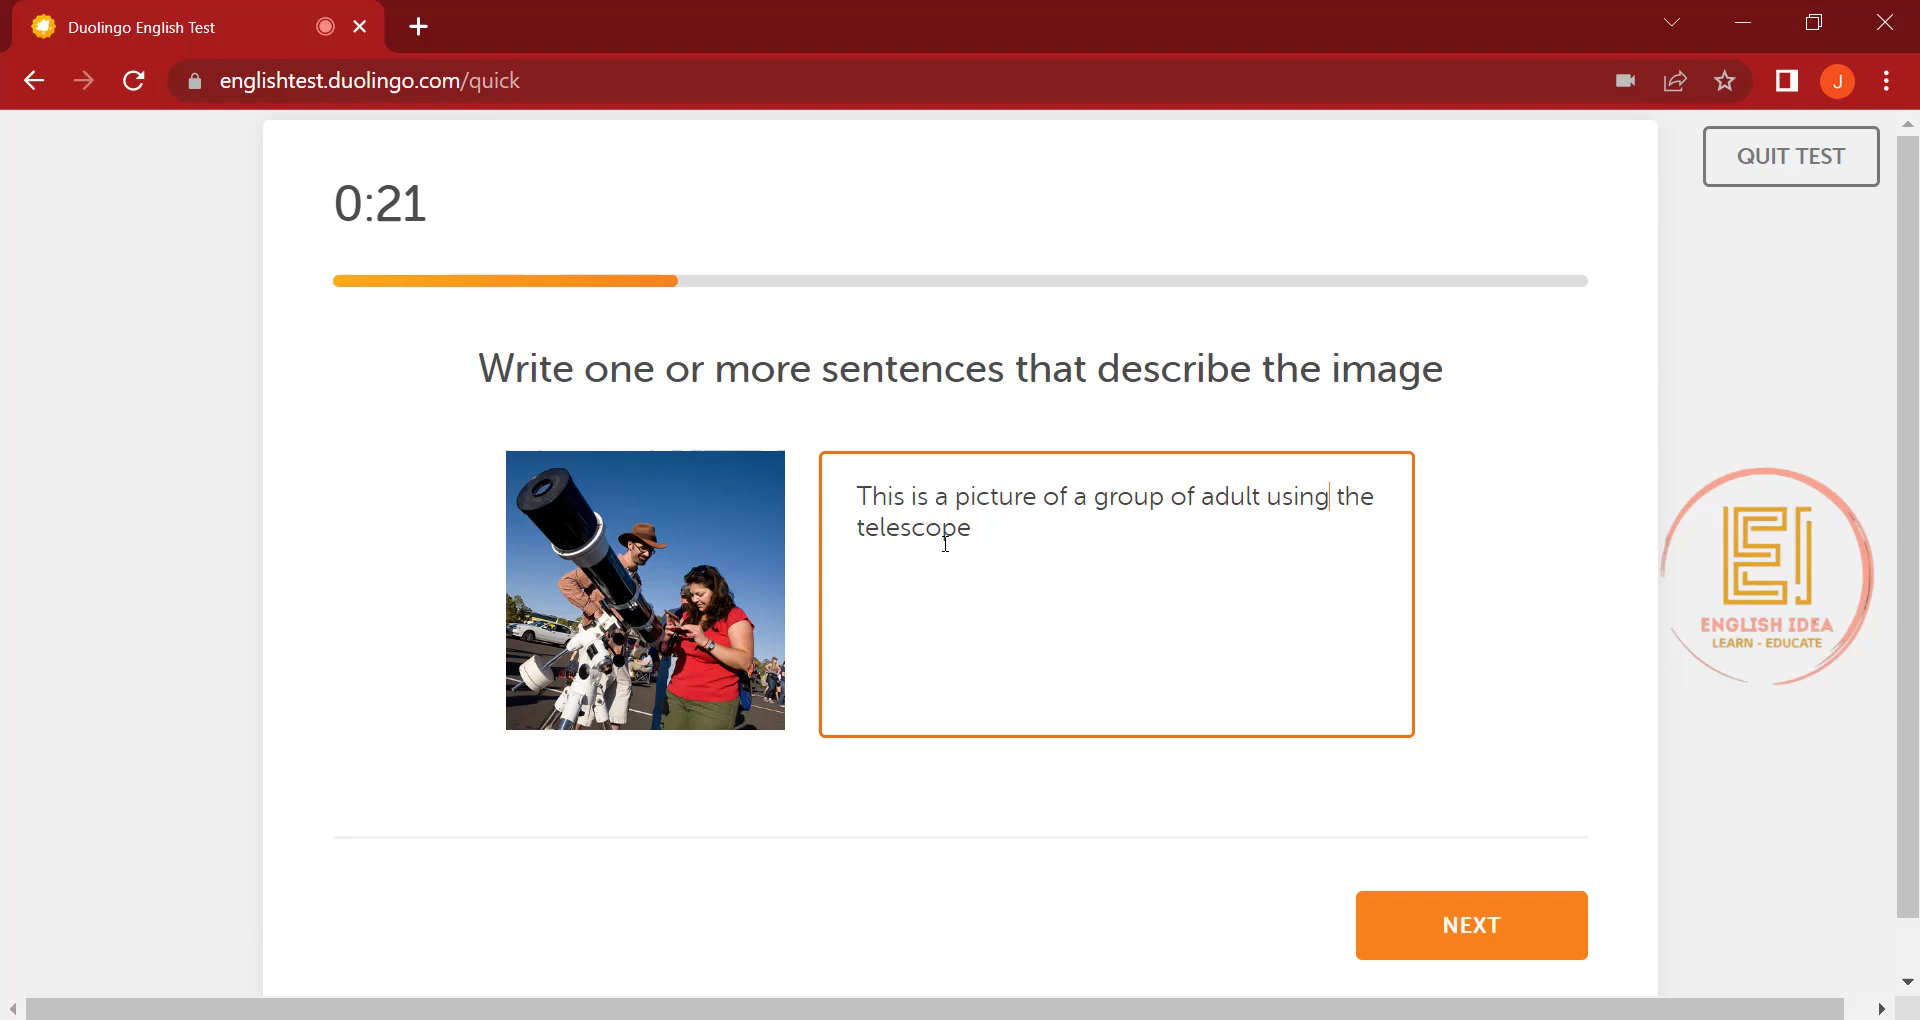 Duolingo English Test
englishtest.duolingo.com/quick
J
QUIT TEST
0:21
Write one or more sentences that describe the image
This is a picture of a group of adult using the
telescope
EI
ENGLISH IDEA
LEARN - EDUCATE
NEXT